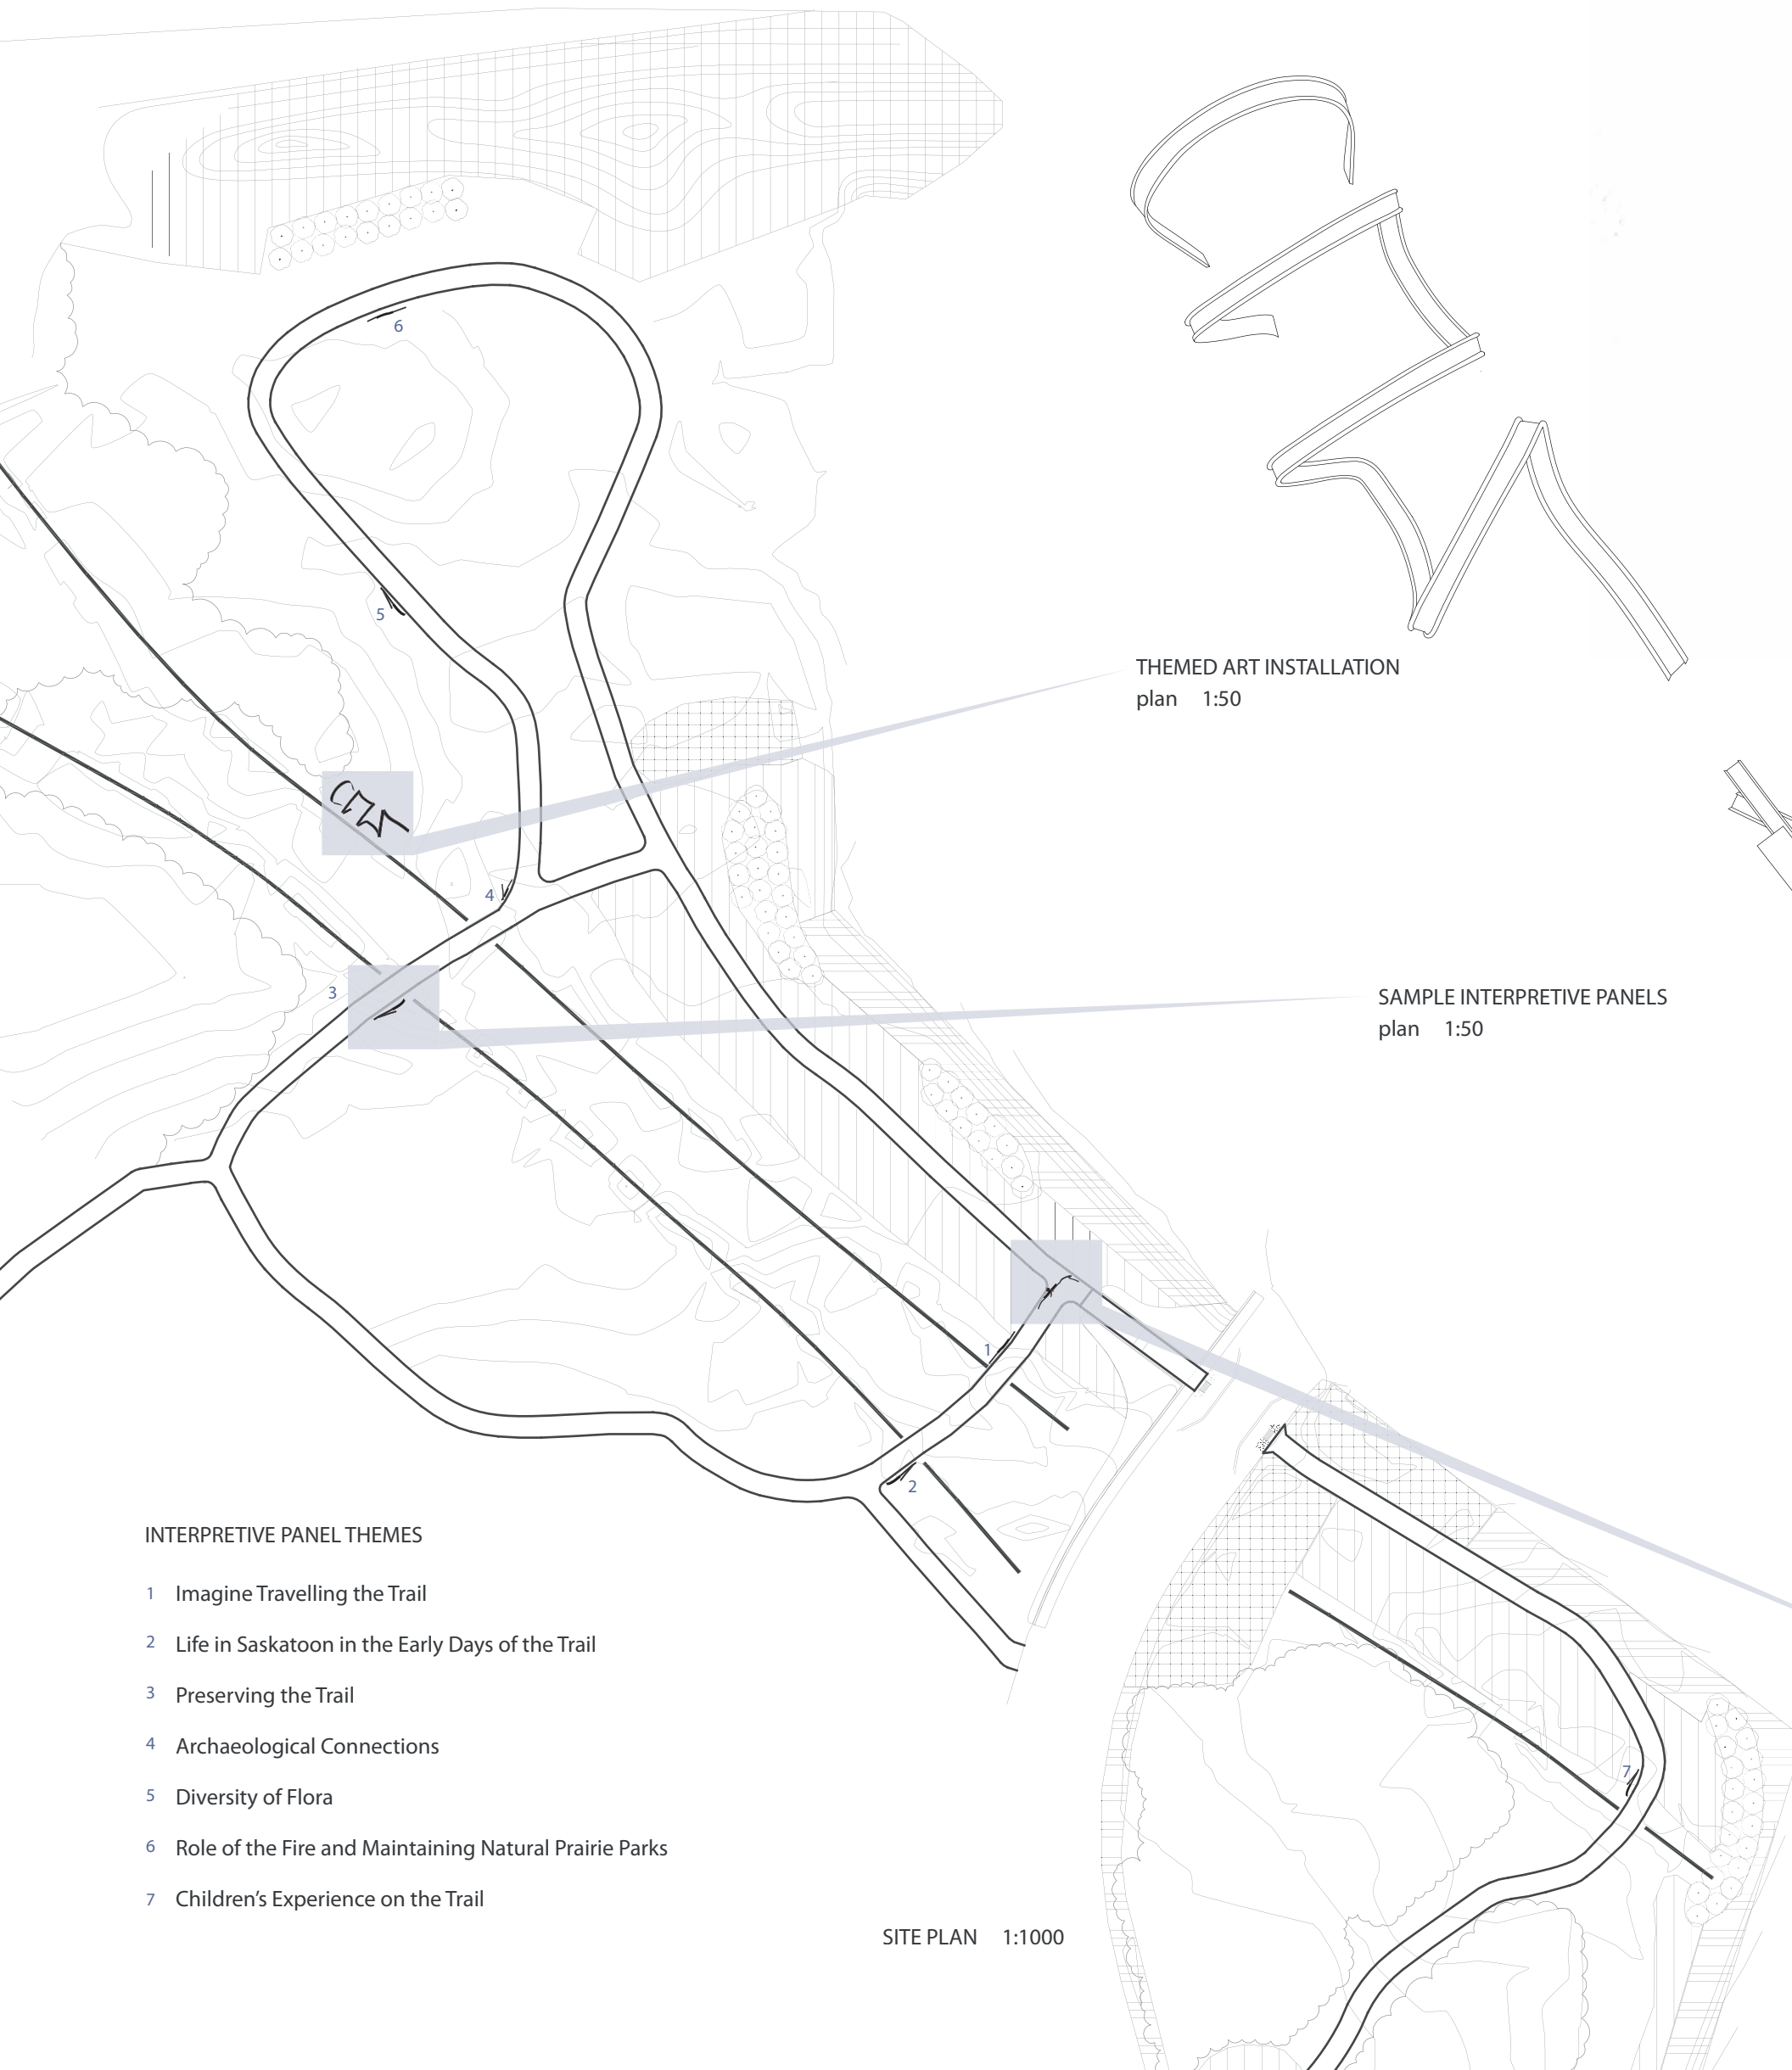 6
5
THEMED ART INSTALLATION
plan 1:50
4
3
SAMPLE INTERPRETIVE PANELS
plan 1:50
1
2
INTERPRETIVE PANEL THEMES
1 Imagine Travelling the Trail
2 Life in Saskatoon in the Early Days of the Trail
3 Preserving the Trail
4 Archaeological Connections
5 Diversity of Flora
6 Role of the Fire and Maintaining Natural Prairie Parks
7 Children’s Experience on the Trail
7
SITE PLAN 1:1000